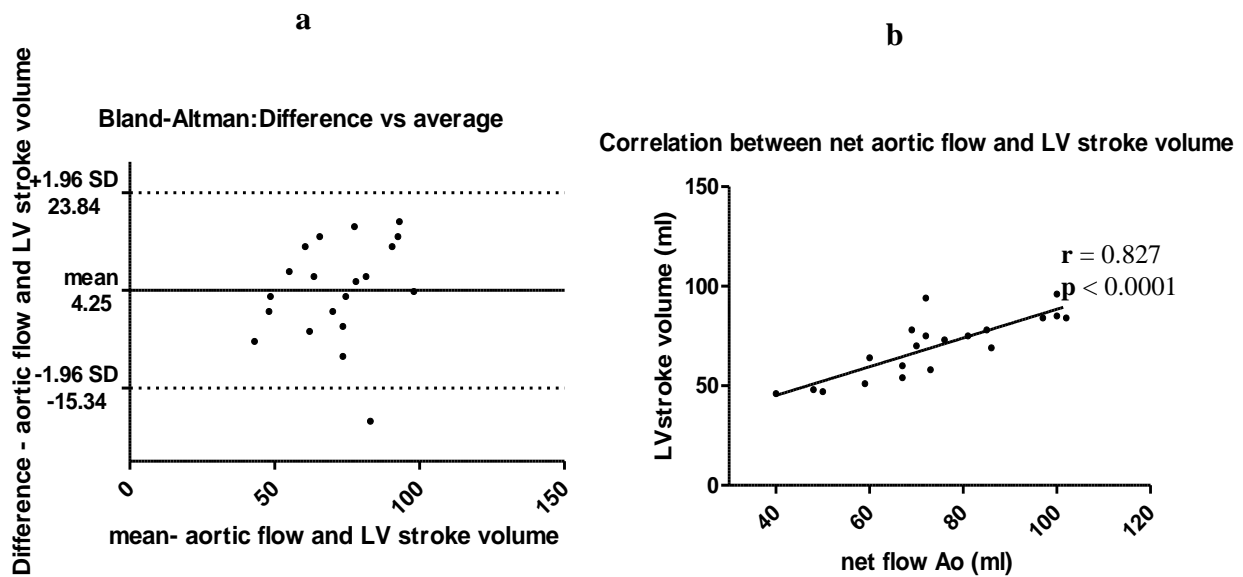 a
Bland-Altman:Difference vs average
Difference - aortic flow and LV stroke volume
+1.96 SD
23.84
mean
4.25
-1.96 SD
-15.34
0
50
100
150
mean- aortic flow and LV stroke volume
b
Correlation between net aortic flow and LV stroke volume
LV stroke volume (ml)
150
100
50
0
r = 0.827
p < 0.0001
40
60
80
100
120
net flow Ao (ml)